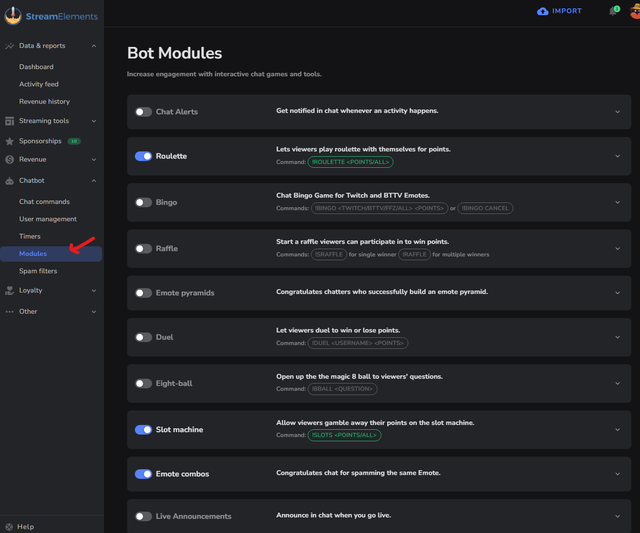 StreamElements
IMPORT
Data & reports
Dashboard
Activity feed
Revenue history
Streaming tools
Sponsorships
Revenue
Chatbot
Chat commands
User management
Timers
Modules
Spam filters
Loyalty
Other
Help
Bot Modules
Increase engagement with interactive chat games and tools.
Chat Alerts
Get notified in chat whenever an activity happens.
Roulette
Lets viewers play roulette with themselves for points.
Command: !ROULETTE <POINTS/ALL>
Bingo
Chat Bingo Game for Twitch and BTTV Emotes.
Commands: !BINGO <TWITCH/BTTV/FFZ/ALL> <POINTS> or !BINGO CANCEL
Raffle
Start a raffle viewers can participate in to win points.
Commands: !SRAFFLE for single winner !RAFFLE for multiple winners
Emote pyramids
Congratulates chatters who successfully build an emote pyramid.
Duel
Let viewers duel to win or lose points.
Command: !DUEL <USERNAME> <POINTS>
Eight-ball
Open up the the magic 8 ball to viewers' questions.
Command: !8BALL <QUESTION>
Slot machine
Allow viewers gamble away their points on the slot machine.
Command: !SLOTS <POINTS/ALL>
Emote combos
Congratulates chat for spamming the same Emote.
Live Announcements
Announce in chat when you go live.